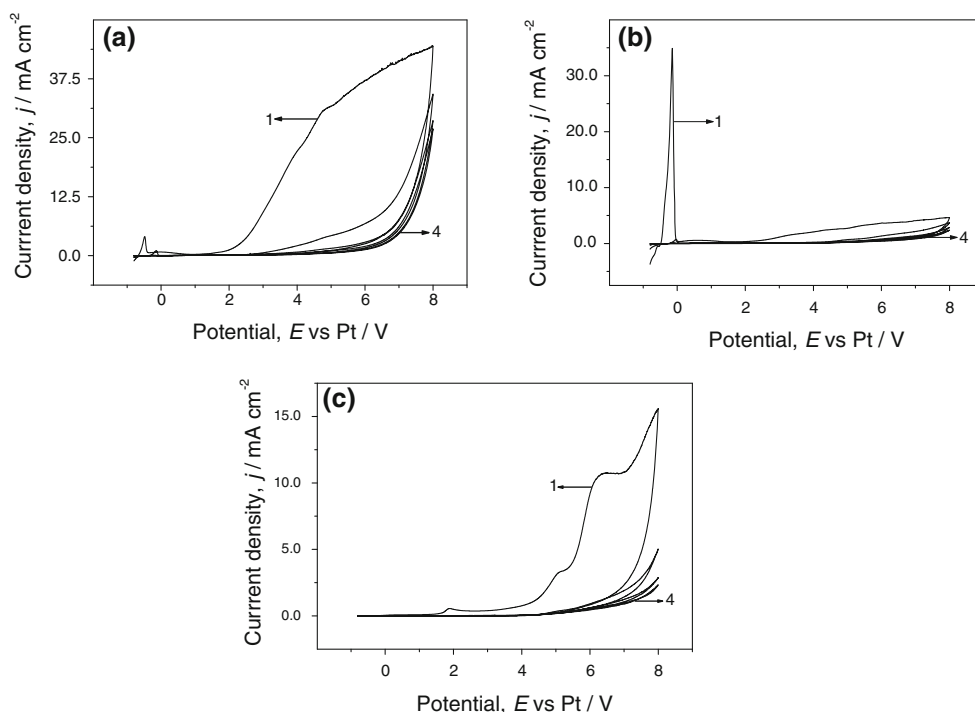 (a)
Currrent density, j / mA cm-2
37.5
25.0
12.5
0.0
1
4
0 2 4 6 8
Potential, E vs Pt / V
(b)
Currrent density, j / mA cm-2
30.0
20.0
10.0
0.0
1
4
0 2 4 6 8
Potential, E vs Pt / V
(c)
Currrent density, j / mA cm-2
15.0
10.0
5.0
0.0
1
4
0 2 4 6 8
Potential, E vs Pt / V